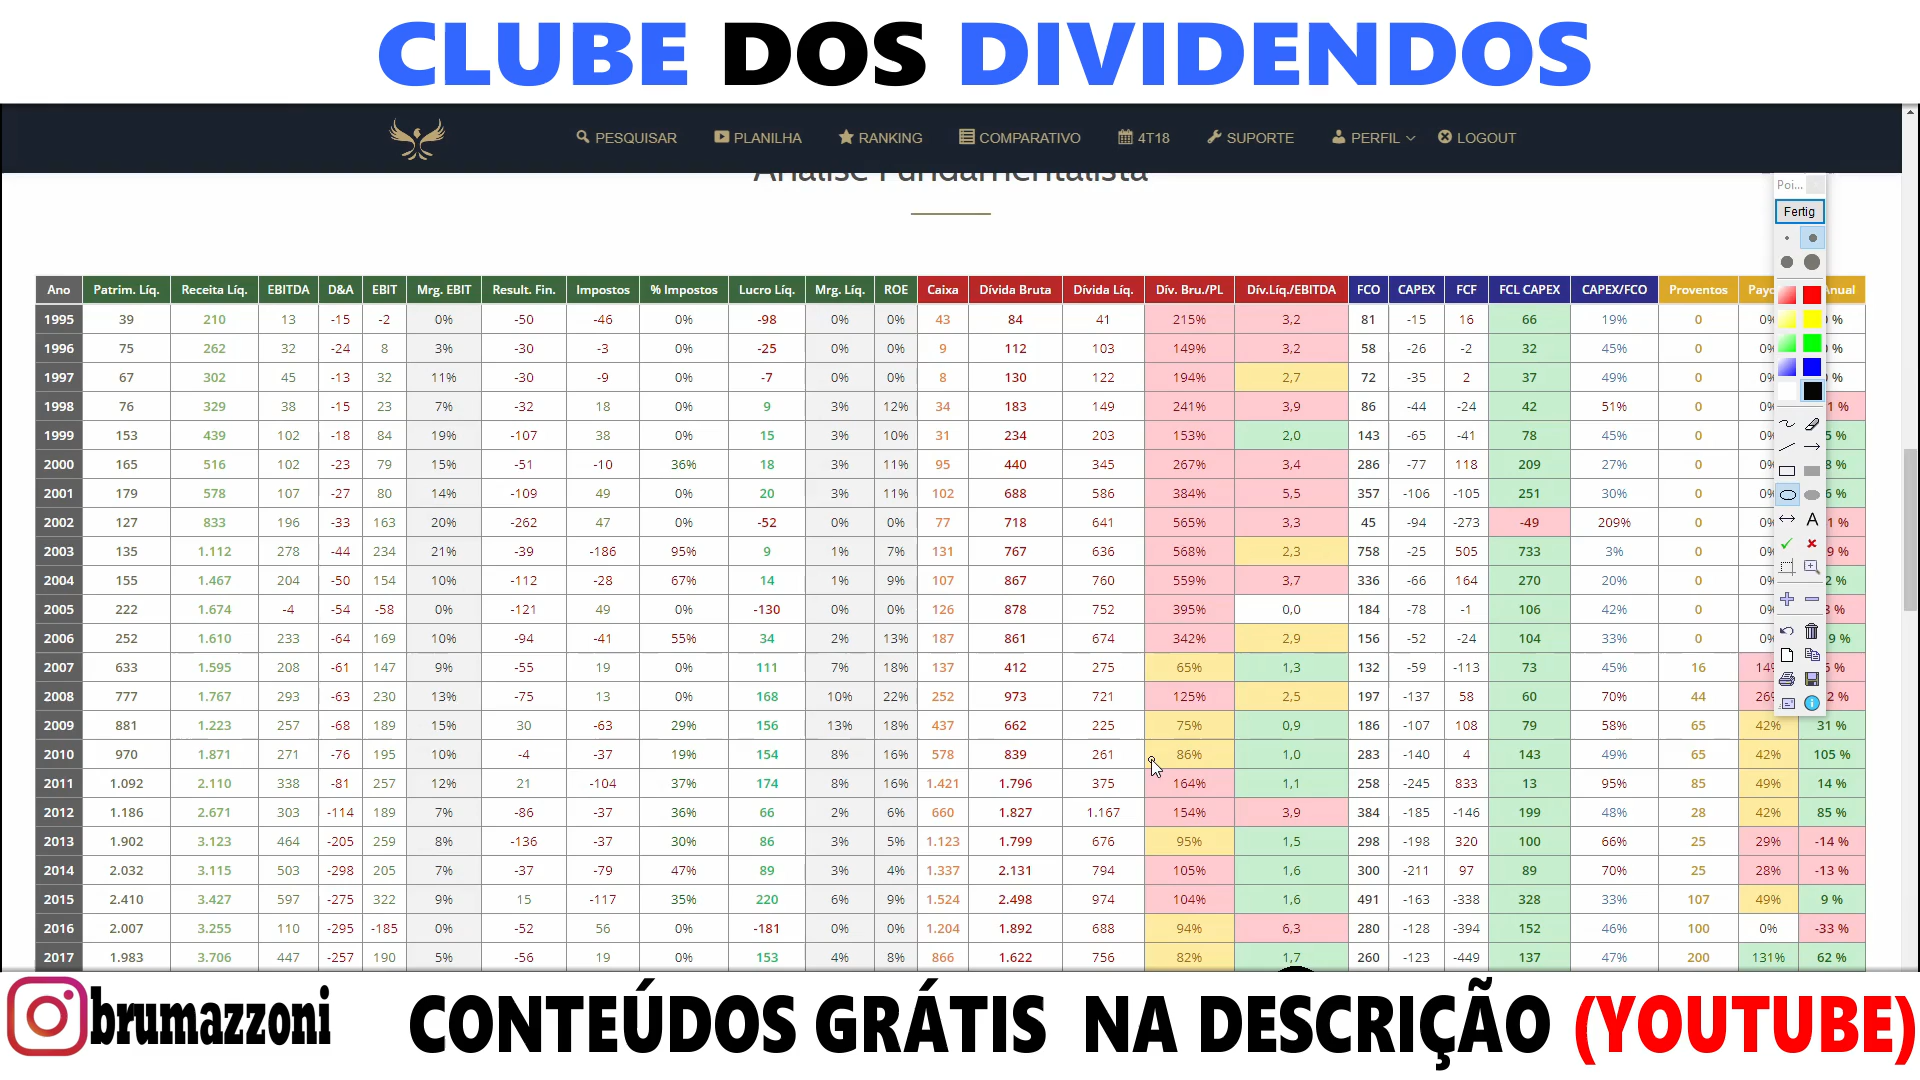 CLUBE DOS DIVIDENDOS
PESQUISAR PLANILHA RANKING COMPARATIVO 4T18 SUPORTE PERFIL LOGOUT
Análise Fundamentalista
Poi...
Fertig
Ano Patrim. Líq. Receita Líq. EBITDA D&A EBIT Mrg. EBIT Result. Fin. Impostos % Impostos Lucro Líq. Mrg. Líq. ROE Caixa Dívida Bruta Dívida Líq. Dív. Bru./PL Dív.Líq./EBITDA FCO CAPEX FCF FCL CAPEX CAPEX/FCO Proventos
1995 39 210 13 -15 -2 0% -50 -46 0% -98 0% 0% 43 84 41 215% 3,2 81 -15 16 66 19% 0 0%
1996 75 262 32 -24 8 3% -30 -3 0% -25 0% 0% 9 112 103 149% 3,2 58 -26 -2 32 45% 0 0%
1997 67 302 45 -13 32 11% -30 -9 0% -7 0% 0% 8 130 122 194% 2,7 72 -35 2 37 49% 0 0%
1998 76 329 38 -15 23 7% -32 18 0% 9 3% 12% 34 183 149 241% 3,9 86 -44 -24 42 51% 0 0%
1999 153 439 102 -18 84 19% -107 38 0% 15 3% 10% 31 234 203 153% 2,0 143 -65 -41 78 45% 0 0%
2000 165 516 102 -23 79 15% -51 -10 36% 18 3% 11% 95 440 345 267% 3,4 286 -77 118 209 27% 0 0%
2001 179 578 107 -27 80 14% -109 49 0% 20 3% 11% 102 688 586 384% 5,5 357 -106 -105 251 30% 0 0%
2002 127 833 196 -33 163 20% -262 47 0% -52 0% 0% 77 718 641 565% 3,3 45 -94 -273 -49 209% 0 0%
2003 135 1.112 278 -44 234 21% -39 -186 95% 9 1% 7% 131 767 636 568% 2,3 758 -25 505 733 3% 0 0%
2004 155 1.467 204 -50 154 10% -112 -28 67% 14 1% 9% 107 867 760 559% 3,7 336 -66 164 270 20% 0 0%
2005 222 1.674 -4 -54 -58 0% -121 49 0% -130 0% 0% 126 878 752 395% 0,0 184 -78 -1 106 42% 0 0%
2006 252 1.610 233 -64 169 10% -94 -41 55% 34 2% 13% 187 861 674 342% 2,9 156 -52 -24 104 33% 0 0%
2007 633 1.595 208 -61 147 9% -55 19 0% 111 7% 18% 137 412 275 65% 1,3 132 -59 -113 73 45% 16 14%
2008 777 1.767 293 -63 230 13% -75 13 0% 168 10% 22% 252 973 721 125% 2,5 197 -137 58 60 70% 44 26%
2009 881 1.223 257 -68 189 15% 30 -63 29% 156 13% 18% 437 662 225 75% 0,9 186 -107 108 79 58% 65 42% 31 %
2010 970 1.871 271 -76 195 10% -4 -37 19% 154 8% 16% 578 839 261 86% 1,0 283 -140 4 143 49% 65 42% 105 %
2011 1.092 2.110 338 -81 257 12% 21 -104 37% 174 8% 16% 1.421 1.796 375 164% 1,1 258 -245 833 13 95% 85 49% 14 %
2012 1.186 2.671 303 -114 189 7% -86 -37 36% 66 2% 6% 660 1.827 1.167 154% 3,9 384 -185 -146 199 48% 28 42% 85 %
2013 1.902 3.123 464 -205 259 8% -136 -37 30% 86 3% 5% 1.123 1.799 676 95% 1,5 298 -198 320 100 66% 25 29% -14 %
2014 2.032 3.115 503 -298 205 7% -37 -79 47% 89 3% 4% 1.337 2.131 794 105% 1,6 300 -211 97 89 70% 25 28% -13 %
2015 2.410 3.427 597 -275 322 9% 15 -117 35% 220 6% 9% 1.524 2.498 974 104% 1,6 491 -163 -338 328 33% 107 49% 9 %
2016 2.007 3.255 110 -295 -185 0% -52 56 0% -181 0% 0% 1.204 1.892 688 94% 6,3 280 -128 -394 152 46% 100 0% -33 %
2017 1.983 3.706 447 -257 190 5% -56 19 0% 153 4% 8% 866 1.622 756 82% 1,7 260 -123 -449 137 47% 200 131% 62 %
brumazzoni CONTEÚDOS GRÁTIS NA DESCRIÇÃO (YOUTUBE)